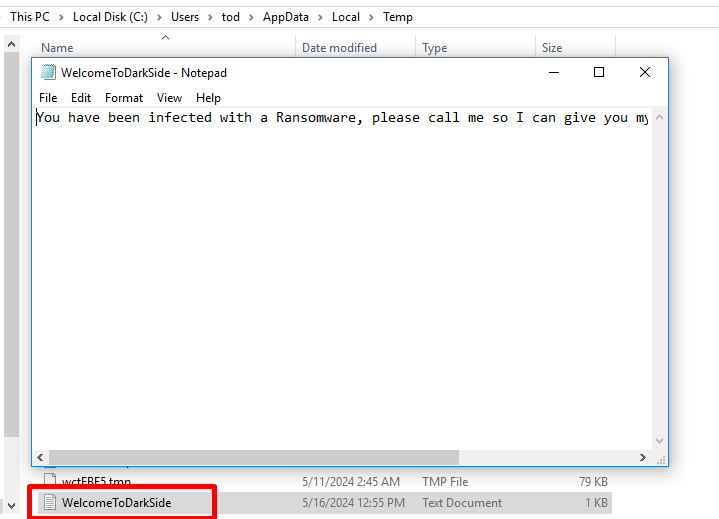 This PC > Local Disk (C:) > Users > tod > AppData > Local > Temp
Name Date modified Type Size
WelcomeToDarkSide - Notepad
File Edit Format View Help
You have been infected with a Ransomware, please call me so I can give you my
wctEBE5.tmp 5/11/2024 2:45 AM TMP File 79 KB
WelcomeToDarkSide 5/16/2024 12:55 PM Text Document 1 KB